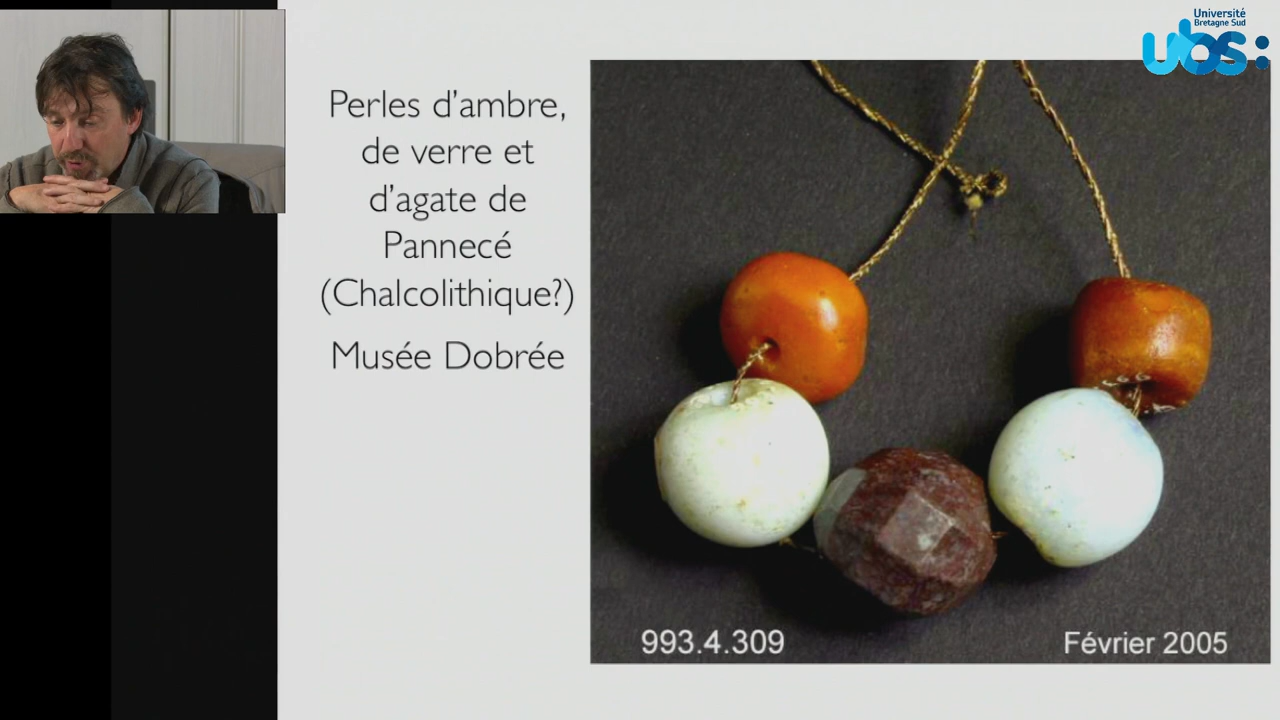 Université
Bretagne Sud
ubs:
Perles d'ambre,
de verre et
d'agate de
Pannecé
(Chalcolithique?)
Musée Dobrée
993.4.309
Février 2005